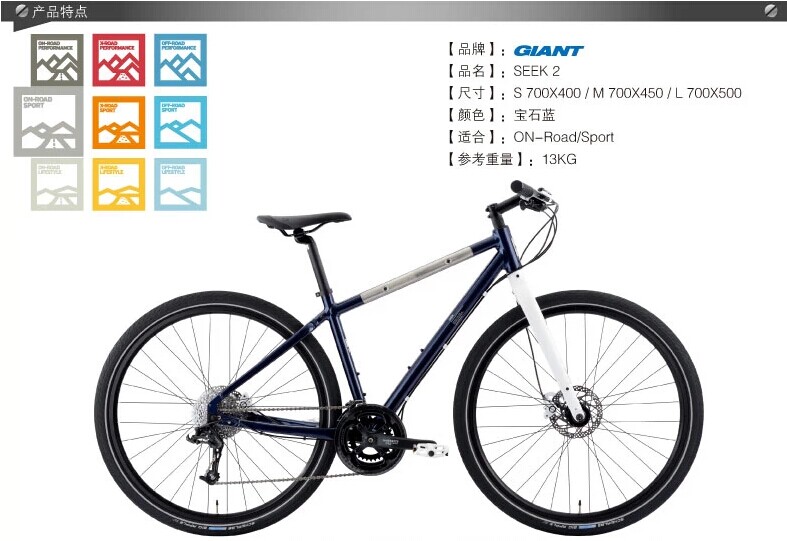 产品特点
ON-ROAD PERFORMANCE
X-ROAD PERFORMANCE
OFF-ROAD PERFORMANCE
ON-ROAD SPORT
X-ROAD SPORT
OFF-ROAD SPORT
ON-ROAD LIFESTYLE
X-ROAD LIFESTYLE
OFF-ROAD LIFESTYLE
【品牌】：GIANT
【品名】：SEEK 2
【尺寸】：S 700X400 / M 700X450 / L 700X500
【颜色】：宝石蓝
【适合】：ON-Road/Sport
【参考重量】：13KG